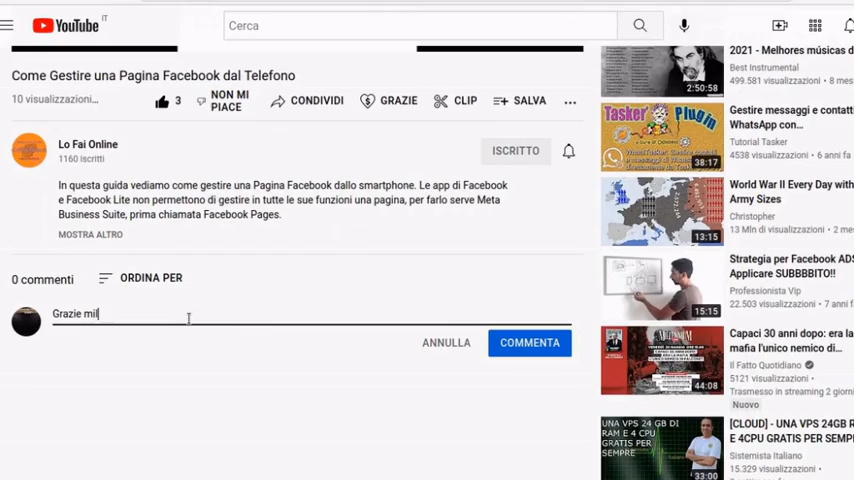 YouTube IT
Cerca
Come Gestire una Pagina Facebook dal Telefono
10 visualizzazioni...
3
NON MI
PIACE
CONDIVIDI
GRAZIE
CLIP
SALVA
Lo Fai Online
1160 iscritti
ISCRITTO
In questa guida vediamo come gestire una Pagina Facebook dallo smartphone. Le app di Facebook
e Facebook Lite non permettono di gestire in tutte le sue funzioni una pagina, per farlo serve Meta
Business Suite, prima chiamata Facebook Pages.
MOSTRA ALTRO
0 commenti
ORDINA PER
Grazie mil
ANNULLA
COMMENTA
2021 - Melhores músicas d
Best Instrumental
499.581 visualizzazioni • 8 mes
2:50:58
Tasker Plugin
38:17
Gestire messaggi e contatti
WhatsApp con...
Tutorial Tasker
4538 visualizzazioni • 6 anni fa
World War II Every Day with
Army Sizes
Christopher
13 Mln di visualizzazioni • 2 me
13:15
Strategia per Facebook ADS
Applicare SUBBBBITO!!
Professionista Vip
22.503 visualizzazioni • 7 anni
15:15
Capaci 30 anni dopo: era la
mafia l'unico nemico di...
Il Fatto Quotidiano
5121 visualizzazioni •
Trasmesso in streaming 2 giorni
Nuovo
MILLENNIUM
44:08
UNA VPS 24 GB DI
RAM E 4 CPU
GRATIS PER
SEMPRE
33:00
[CLOUD] - UNA VPS 24GB R
E 4CPU GRATIS PER SEMP
Sistemista Italiano
15.329 visualizzazioni •